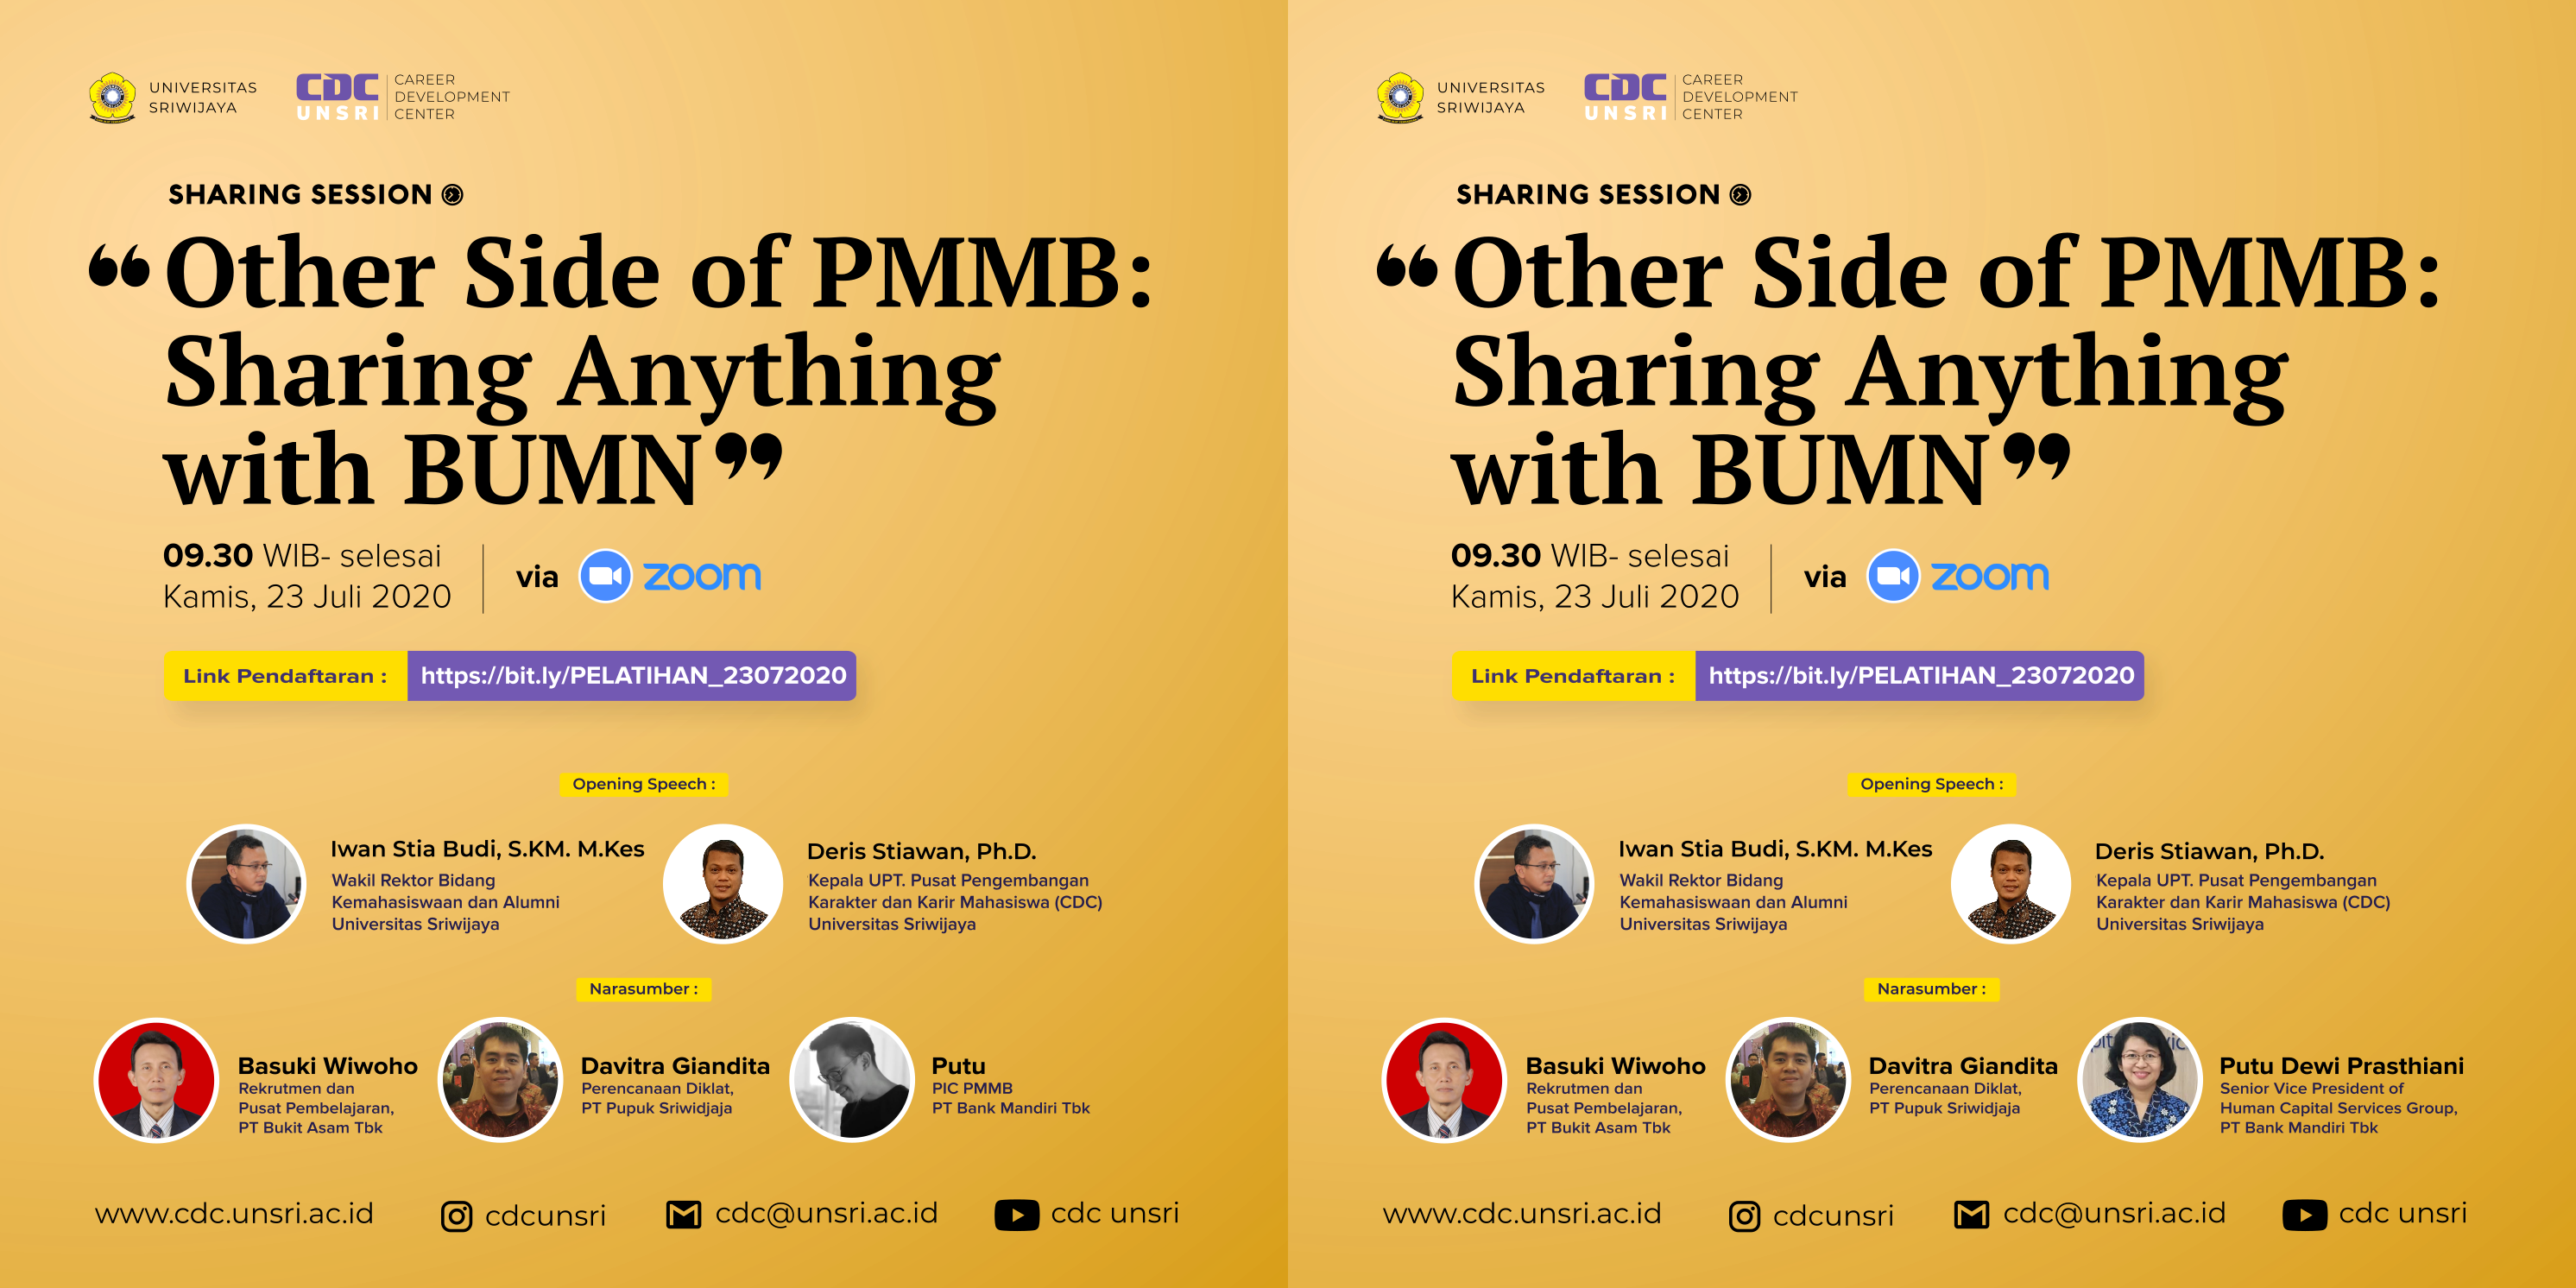 UNIVERSITAS
SRIWIJAYA
CDC
UNSRI
CAREER
DEVELOPMENT
CENTER
SHARING SESSION
“Other Side of PMMB:
Sharing Anything
with BUMN”
09.30 WIB- selesai
Kamis, 23 Juli 2020
via zoom
Link Pendaftaran : https://bit.ly/PELATIHAN_23072020
Opening Speech :
Iwan Stia Budi, S.KM. M.Kes
Wakil Rektor Bidang
Kemahasiswaan dan Alumni
Universitas Sriwijaya
Deris Stiawan, Ph.D.
Kepala UPT. Pusat Pengembangan
Karakter dan Karir Mahasiswa (CDC)
Universitas Sriwijaya
Narasumber :
Basuki Wiwoho
Rekrutmen dan
Pusat Pembelajaran,
PT Bukit Asam Tbk
Davitra Giandita
Perencanaan Diklat,
PT Pupuk Sriwidjaja
Putu
PIC PMMB
PT Bank Mandiri Tbk
www.cdc.unsri.ac.id cdcunsri cdc@unsri.ac.id cdc unsri
UNIVERSITAS
SRIWIJAYA
CDC
UNSRI
CAREER
DEVELOPMENT
CENTER
SHARING SESSION
“Other Side of PMMB:
Sharing Anything
with BUMN”
09.30 WIB- selesai
Kamis, 23 Juli 2020
via zoom
Link Pendaftaran : https://bit.ly/PELATIHAN_23072020
Opening Speech :
Iwan Stia Budi, S.KM. M.Kes
Wakil Rektor Bidang
Kemahasiswaan dan Alumni
Universitas Sriwijaya
Deris Stiawan, Ph.D.
Kepala UPT. Pusat Pengembangan
Karakter dan Karir Mahasiswa (CDC)
Universitas Sriwijaya
Narasumber :
Basuki Wiwoho
Rekrutmen dan
Pusat Pembelajaran,
PT Bukit Asam Tbk
Davitra Giandita
Perencanaan Diklat,
PT Pupuk Sriwidjaja
Putu Dewi Prasthiani
Senior Vice President of
Human Capital Services Group,
PT Bank Mandiri Tbk
www.cdc.unsri.ac.id cdcunsri cdc@unsri.ac.id cdc unsri